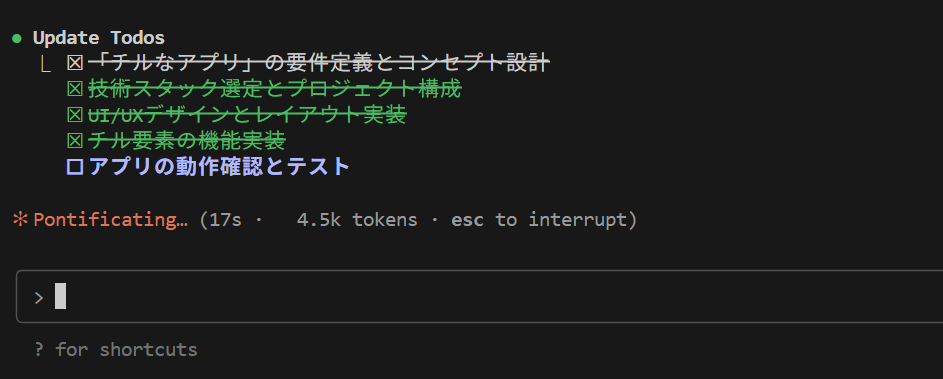 ● Update Todos
⎿ ☒ 「チルなアプリ」の要件定義とコンセプト設計
☒ 技術スタック選定とプロジェクト構成
☒ UI/UXデザインとレイアウト実装
☒ チル要素の機能実装
☐ アプリの動作確認とテスト
✻ Pontificating… (17s · 4.5k tokens · esc to interrupt)
>
? for shortcuts